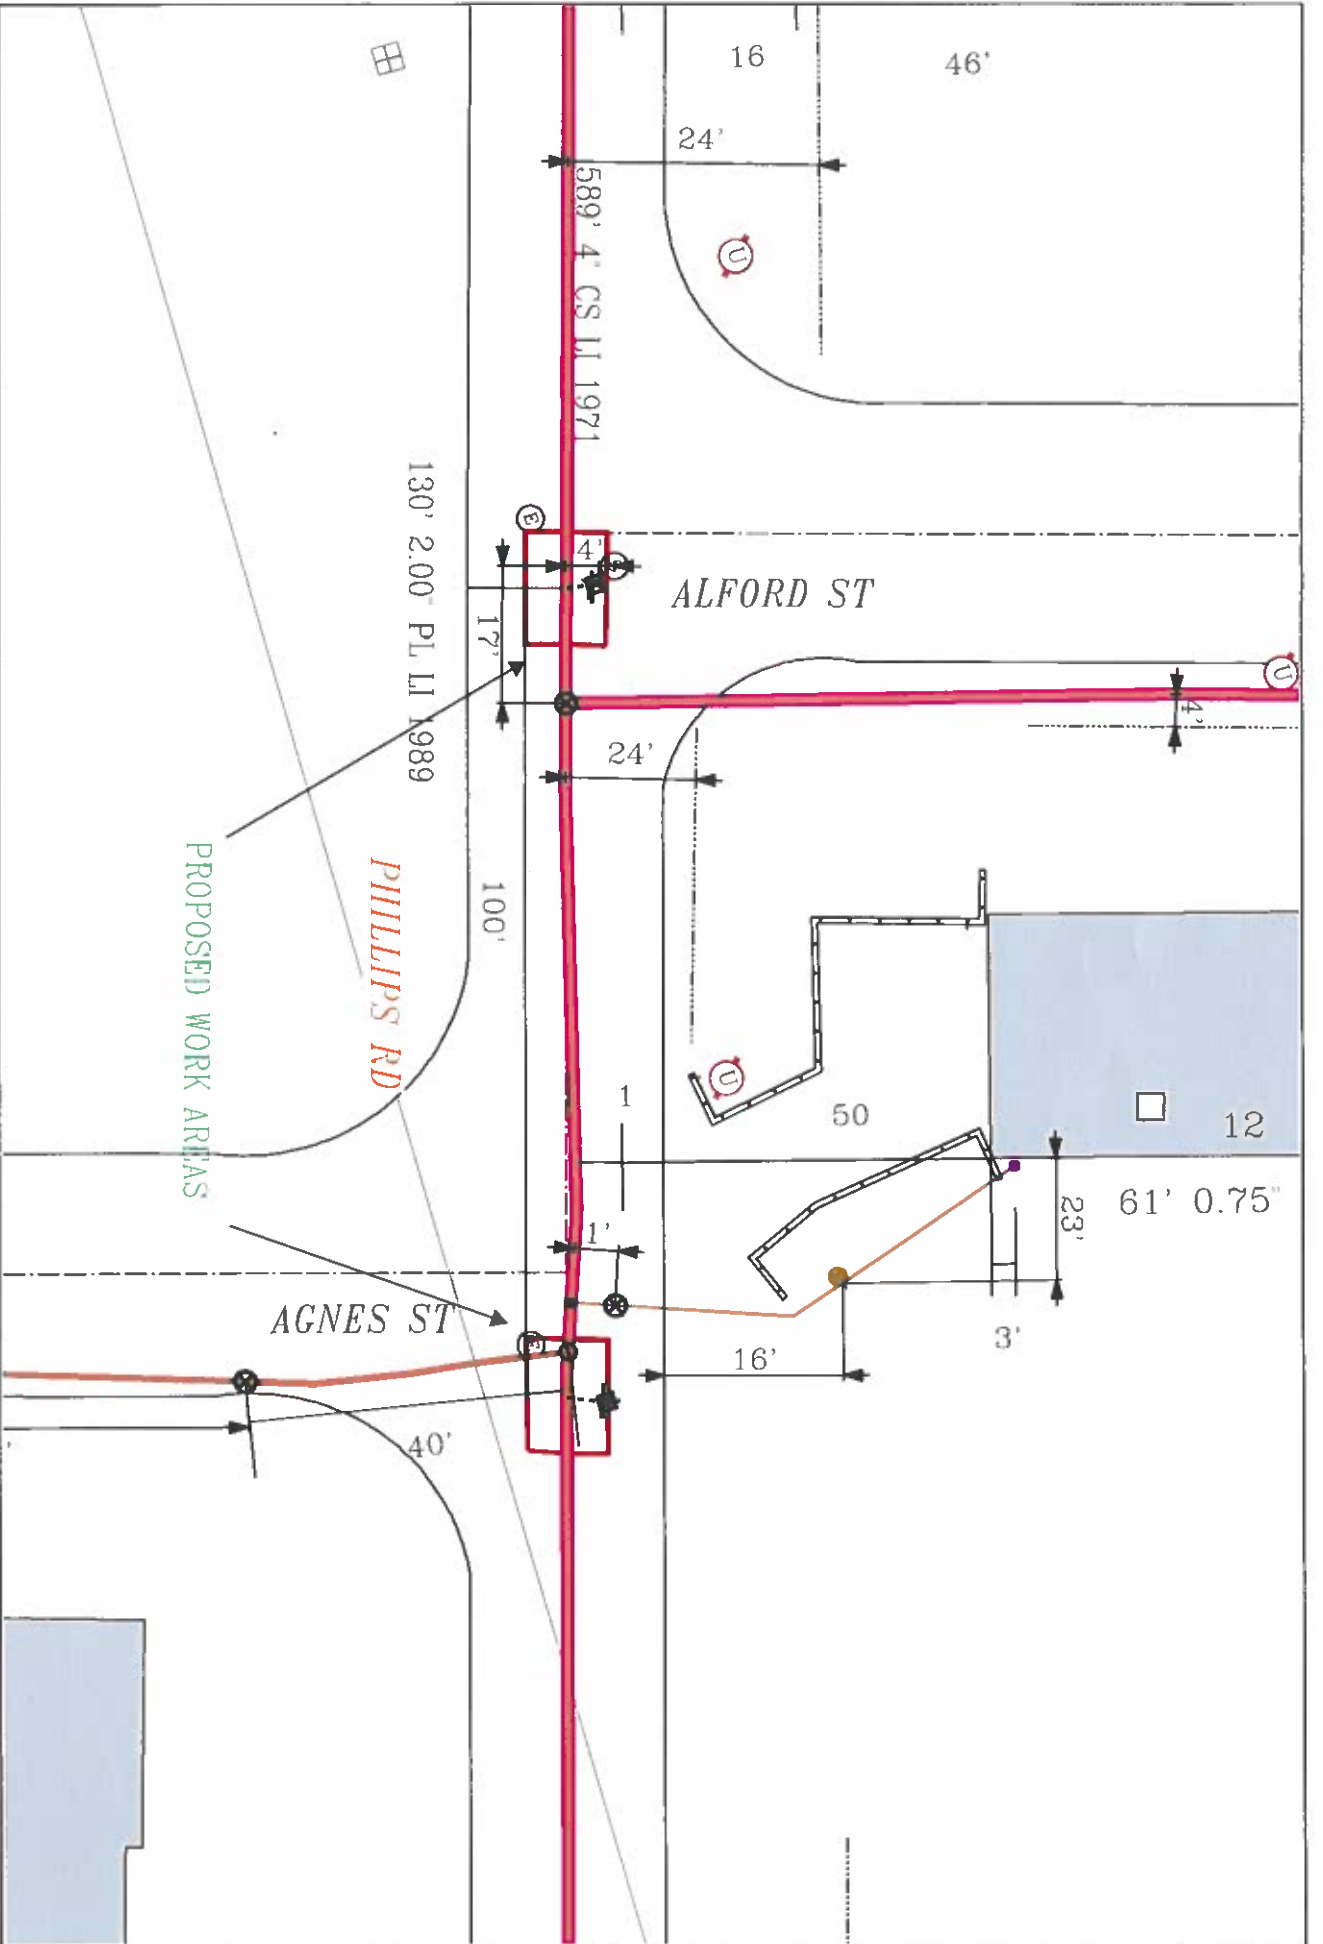 16
46'
24'
U
589' 4" CS LI 1971
130' 2.00" PL LI 1989
E
4'
ALFORD ST
17'
U
4'
24'
PROPOSED WORK AREAS
PHILLIPS RD
100'
U
1
50
12
61' 0.75"
23'
1'
AGNES ST
E
16'
3'
40'